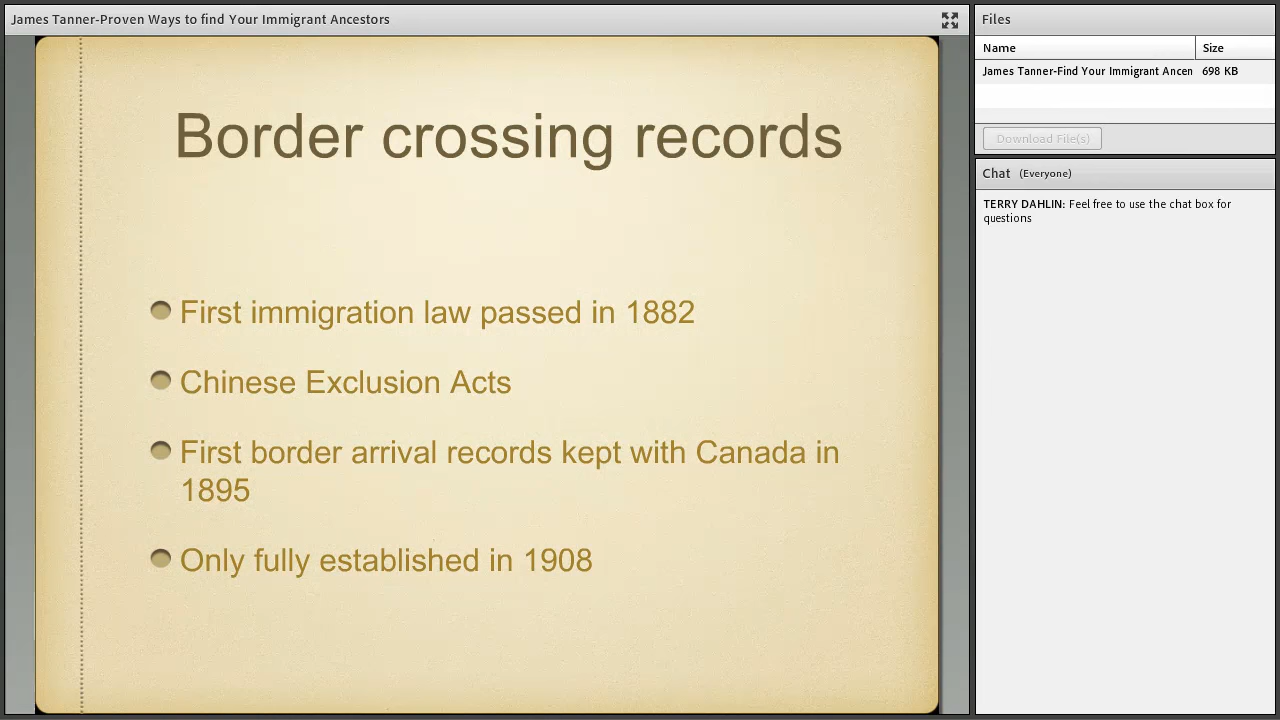 James Tanner-Proven Ways to find Your Immigrant Ancestors
Border crossing records
First immigration law passed in 1882
Chinese Exclusion Acts
First border arrival records kept with Canada in
1895
Only fully established in 1908
Files
Name Size
James Tanner-Find Your Immigrant Ancen 698 KB
Download File(s)
Chat (Everyone)
TERRY DAHLIN: Feel free to use the chat box for
questions